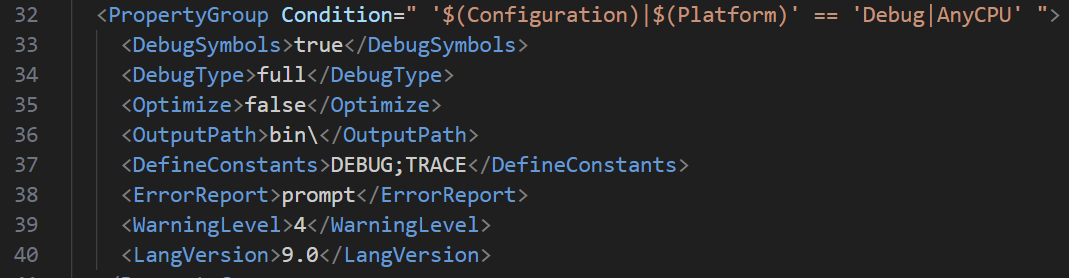 32 <PropertyGroup Condition=" '$(Configuration)|$(Platform)' == 'Debug|AnyCPU' ">
33 <DebugSymbols>true</DebugSymbols>
34 <DebugType>full</DebugType>
35 <Optimize>false</Optimize>
36 <OutputPath>bin\</OutputPath>
37 <DefineConstants>DEBUG;TRACE</DefineConstants>
38 <ErrorReport>prompt</ErrorReport>
39 <WarningLevel>4</WarningLevel>
40 <LangVersion>9.0</LangVersion>